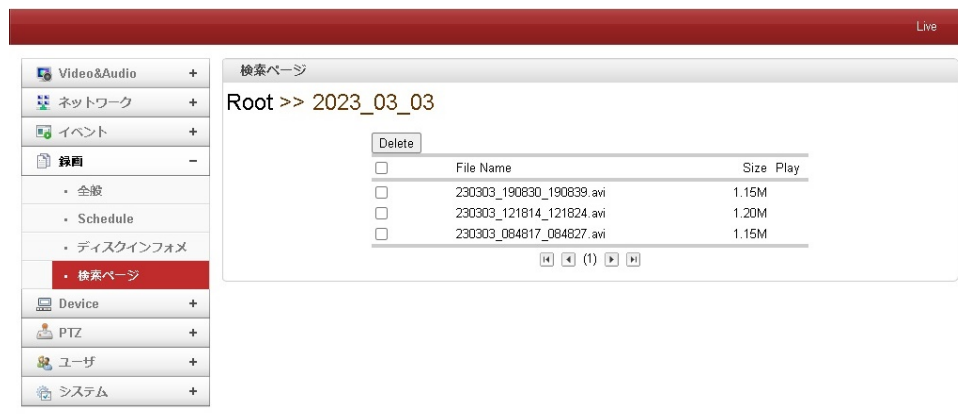 Live
Video&Audio +
ネットワーク +
イベント +
録画 -
・ 全般
・ Schedule
・ ディスクインフォメ
・ 検索ページ
Device +
PTZ +
ユーザ +
システム +
検索ページ
Root >> 2023_03_03
Delete
File Name Size Play
230303_190830_190839.avi 1.15M
230303_121814_121824.avi 1.20M
230303_084817_084827.avi 1.15M
(1)